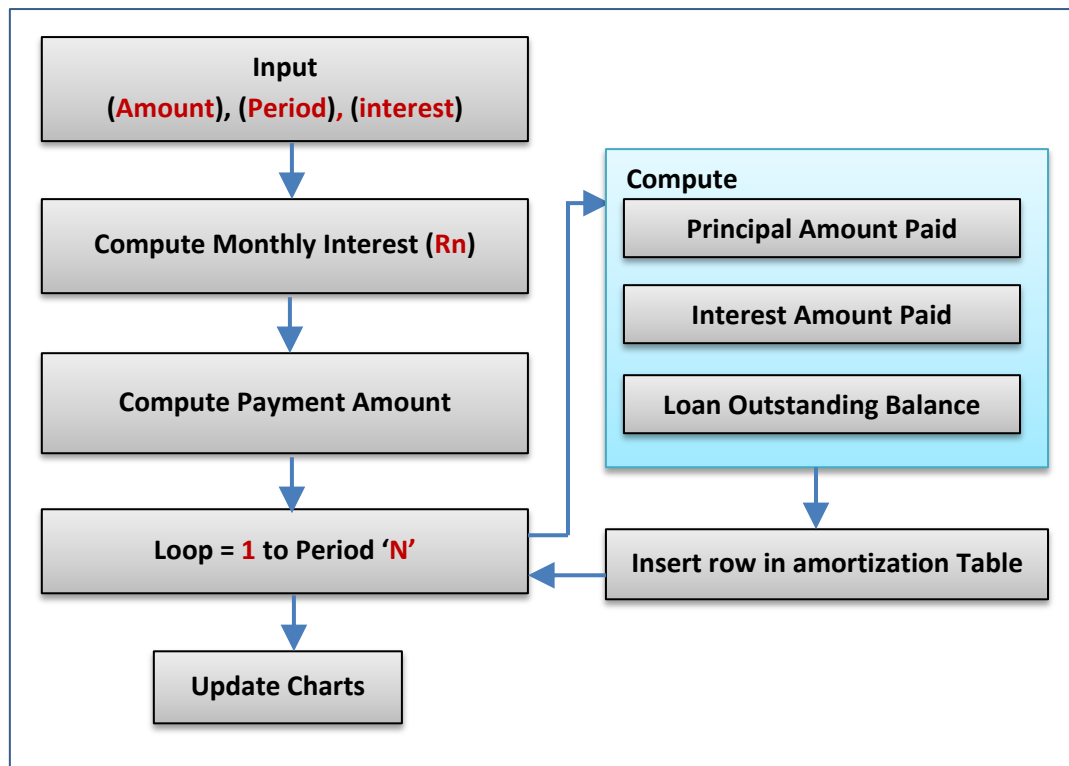 Input
(Amount), (Period), (interest)
Compute Monthly Interest (Rn)
Compute Payment Amount
Loop = 1 to Period ‘N’
Update Charts
Compute
Principal Amount Paid
Interest Amount Paid
Loan Outstanding Balance
Insert row in amortization Table